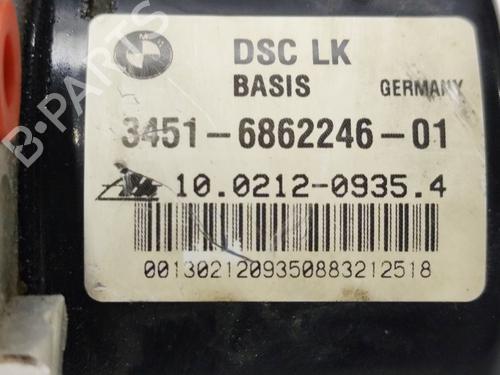 DSC LK
BASIS GERMANY
3451-6862246-01
10.0212-0935.4
0013021209350883212518
B-PARTS